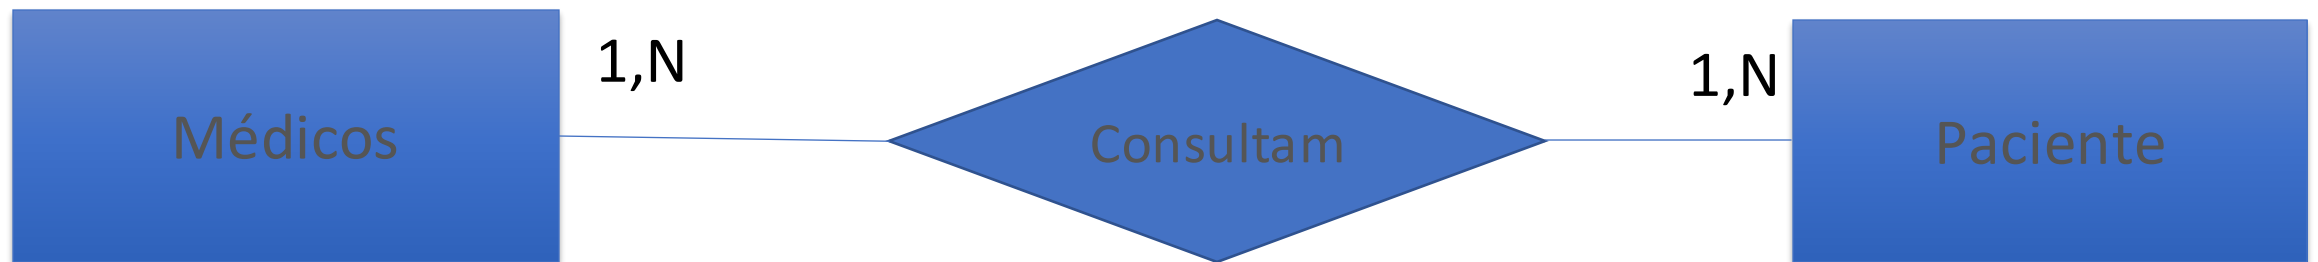 Médicos
1,N
Consultam
1,N
Paciente